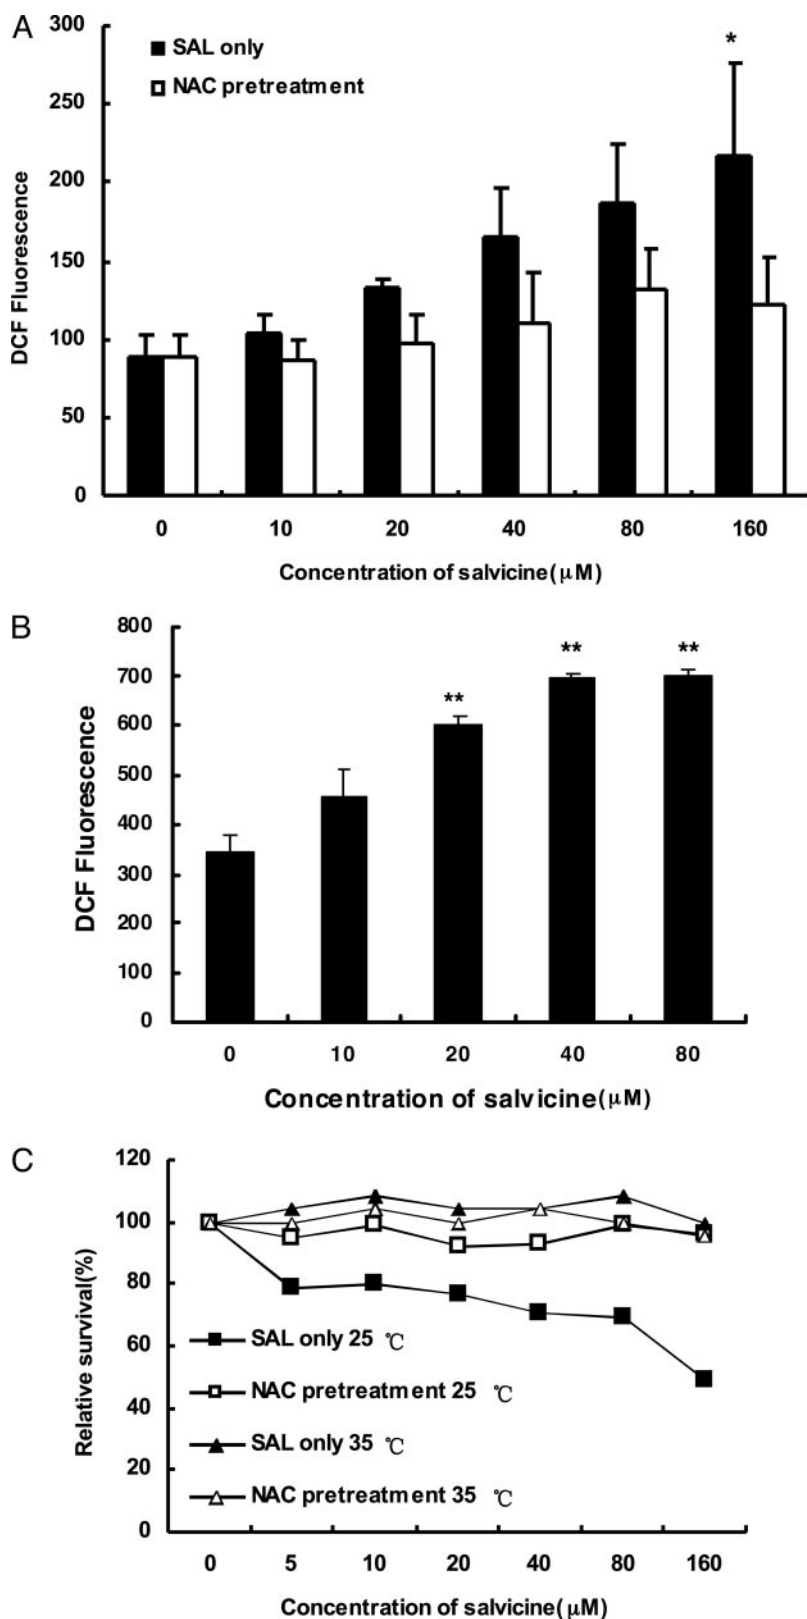 A
300
250
200
150
100
50
0
DCF Fluorescence
SAL only
NAC pretreatment
*
0 10 20 40 80 160
Concentration of salvicine(μM)
B
800
700
600
500
400
300
200
100
0
DCF Fluorescence
** ** **
0 10 20 40 80
Concentration of salvicine(μM)
C
120
100
80
60
40
20
0
Relative survival(%)
SAL only 25 ℃
NAC pretreatment 25 ℃
SAL only 35 ℃
NAC pretreatment 35 ℃
0 5 10 20 40 80 160
Concentration of salvicine(μM)